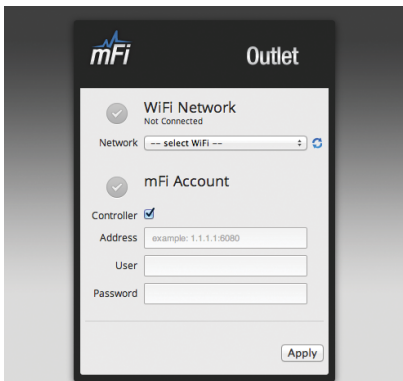 mFi
Outlet
WiFi Network
Not Connected
Network -- select WiFi --
mFi Account
Controller
Address example: 1.1.1.1:6080
User
Password
Apply